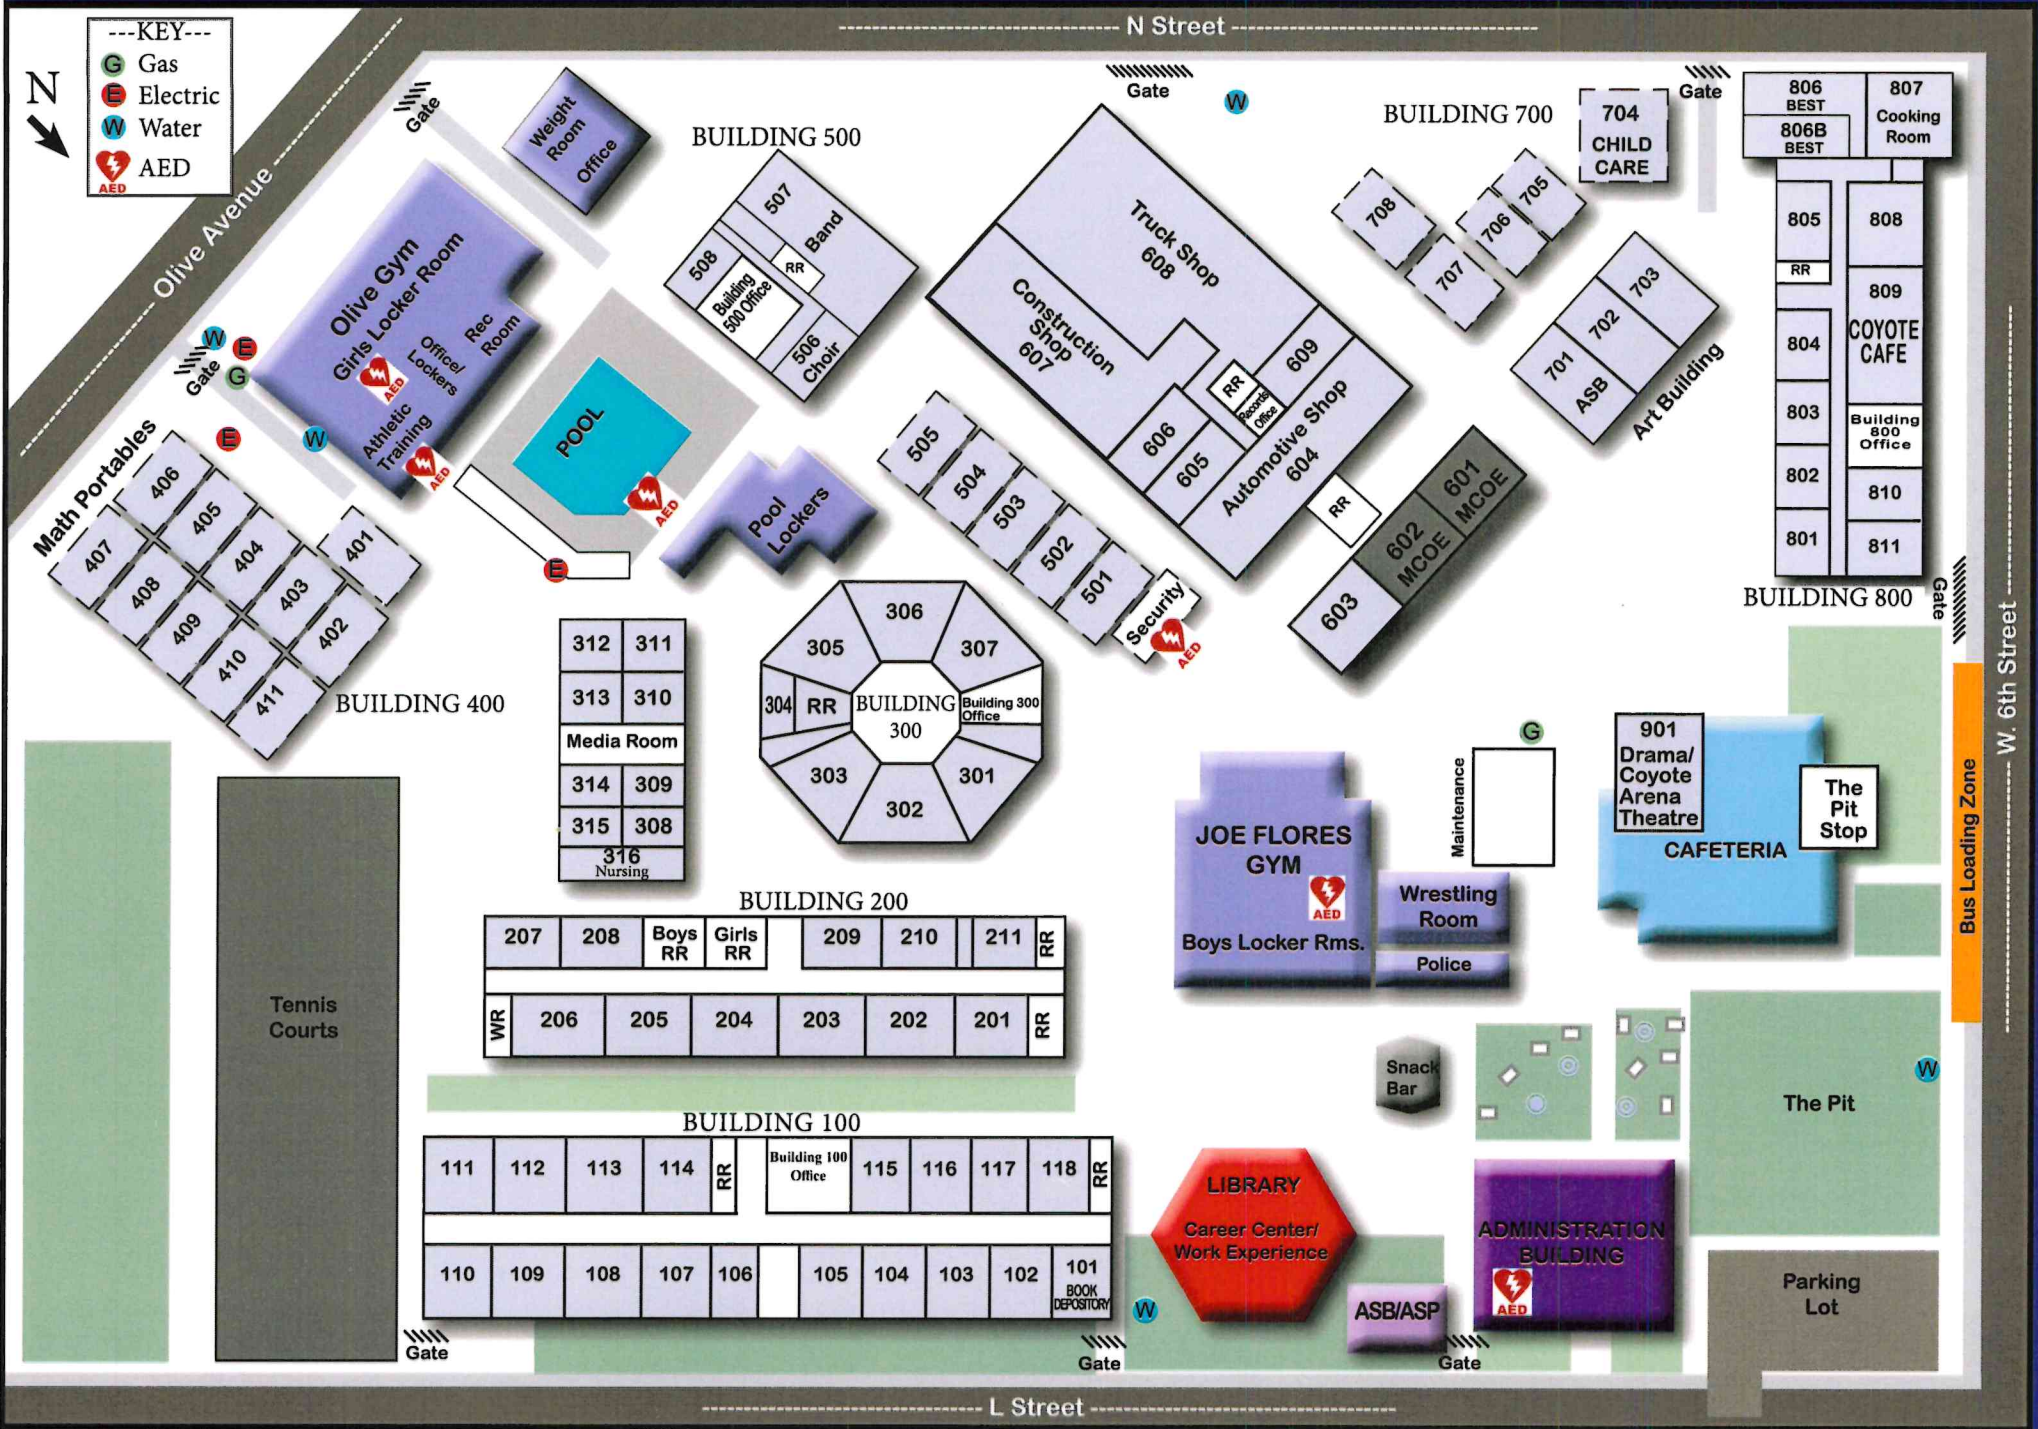 ---KEY---
G Gas
E Electric
W Water
AED AED
N
N Street
Olive Avenue
W. 6th Street
L Street
Bus Loading Zone
Gate
Gate
Gate
Gate
Gate
Gate
Gate
Gate
W
W
E
G
E
W
E
G
W
W
Weight
Room
Office
Olive Gym
Girls Locker Room
Rec
Room
Office/
Lockers
AED
Athletic
Training
AED
POOL
AED
Pool
Lockers
BUILDING 500
507
Band
RR
508
Building
500 Office
506
Choir
505
504
503
502
501
Security
AED
Truck Shop
608
Construction
Shop
607
609
RR
Records
Office
606
605
Automotive Shop
604
RR
601
MCOE
602
MCOE
603
BUILDING 700
704
CHILD
CARE
708
707
706
705
703
702
701
ASB
Art Building
806
BEST
806B
BEST
807
Cooking
Room
805
808
RR
809
COYOTE
CAFE
804
803
Building
800
Office
802
810
801
811
BUILDING 800
Math Portables
406
405
404
403
401
402
407
408
409
410
411
BUILDING 400
312
311
313
310
Media Room
314
309
315
308
316
Nursing
306
305
307
304
RR
BUILDING
300
Building 300
Office
303
301
302
JOE FLORES
GYM
AED
Boys Locker Rms.
Wrestling
Room
Police
Maintenance
901
Drama/
Coyote
Arena
Theatre
CAFETERIA
The
Pit
Stop
Tennis
Courts
BUILDING 200
207
208
Boys
RR
Girls
RR
209
210
211
RR
WR
206
205
204
203
202
201
RR
BUILDING 100
111
112
113
114
RR
Building 100
Office
115
116
117
118
RR
110
109
108
107
106
105
104
103
102
101
BOOK
DEPOSITORY
Snack
Bar
The Pit
LIBRARY
Career Center/
Work Experience
ASB/ASP
ADMINISTRATION
BUILDING
AED
Parking
Lot